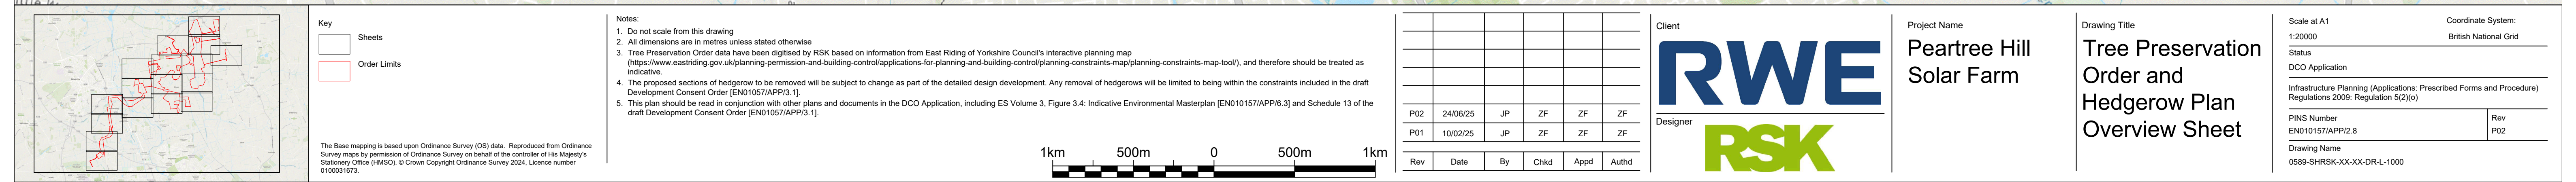 Key
Sheets
Order Limits
The Base mapping is based upon Ordinance Survey (OS) data. Reproduced from Ordinance
Survey maps by permission of Ordinance Survey on behalf of the controller of His Majesty's
Stationery Office (HMSO). © Crown Copyright Ordinance Survey 2024, Licence number
0100031673.
Notes:
1. Do not scale from this drawing
2. All dimensions are in metres unless stated otherwise
3. Tree Preservation Order data have been digitised by RSK based on information from East Riding of Yorkshire Council's interactive planning map
(https://www.eastriding.gov.uk/planning-permission-and-building-control/applications-for-planning-and-building-control/planning-constraints-map/planning-constraints-map-tool/), and therefore should be treated as
indicative.
4. The proposed sections of hedgerow to be removed will be subject to change as part of the detailed design development. Any removal of hedgerows will be limited to being within the constraints included in the draft
Development Consent Order [EN01057/APP/3.1].
5. This plan should be read in conjunction with other plans and documents in the DCO Application, including ES Volume 3, Figure 3.4: Indicative Environmental Masterplan [EN010157/APP/6.3] and Schedule 13 of the
draft Development Consent Order [EN01057/APP/3.1].
1km 500m 0 500m 1km
P02 24/06/25 JP ZF ZF ZF
P01 10/02/25 JP ZF ZF ZF
Rev Date By Chkd Appd Authd
Client
RWE
Designer
RSK
Project Name
Peartree Hill
Solar Farm
Drawing Title
Tree Preservation
Order and
Hedgerow Plan
Overview Sheet
Scale at A1 Coordinate System:
1:20000 British National Grid
Status
DCO Application
Infrastructure Planning (Applications: Prescribed Forms and Procedure)
Regulations 2009: Regulation 5(2)(o)
PINS Number Rev
EN010157/APP/2.8 P02
Drawing Name
0589-SHRSK-XX-XX-DR-L-1000